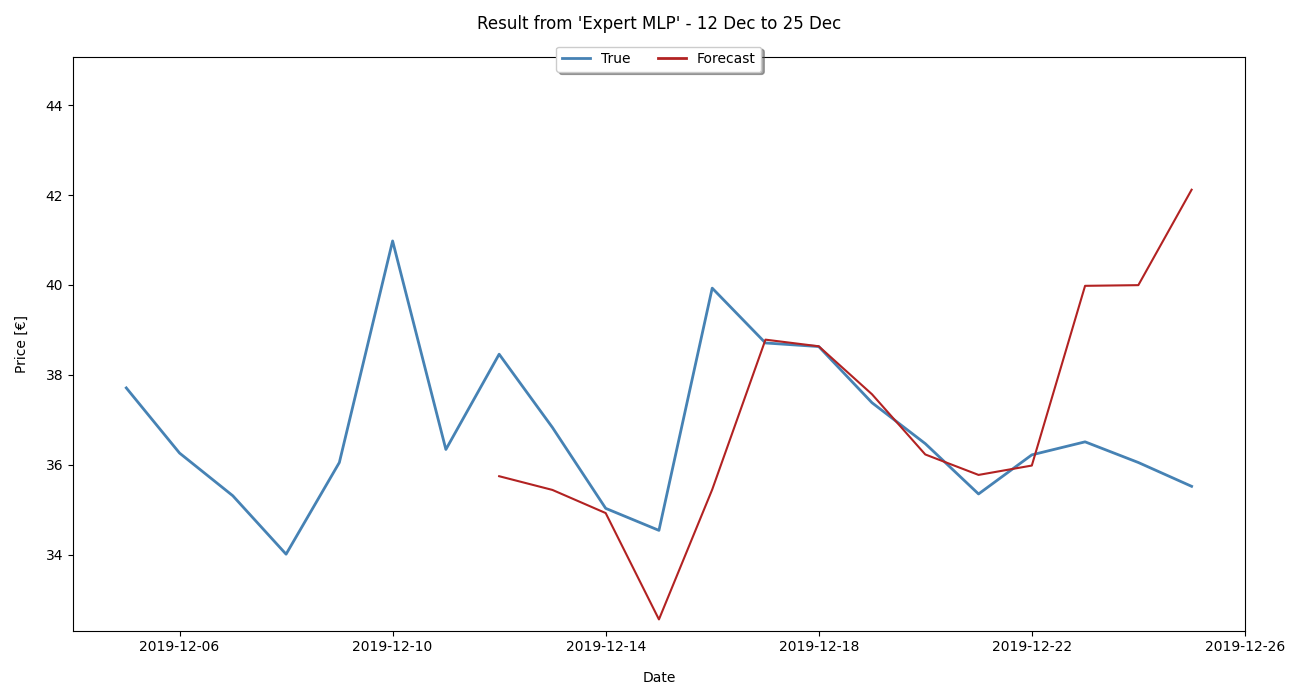 Result from 'Expert MLP' - 12 Dec to 25 Dec
True Forecast
44
42
40
38
36
34
Price [€]
2019-12-06 2019-12-10 2019-12-14 2019-12-18 2019-12-22 2019-12-26
Date